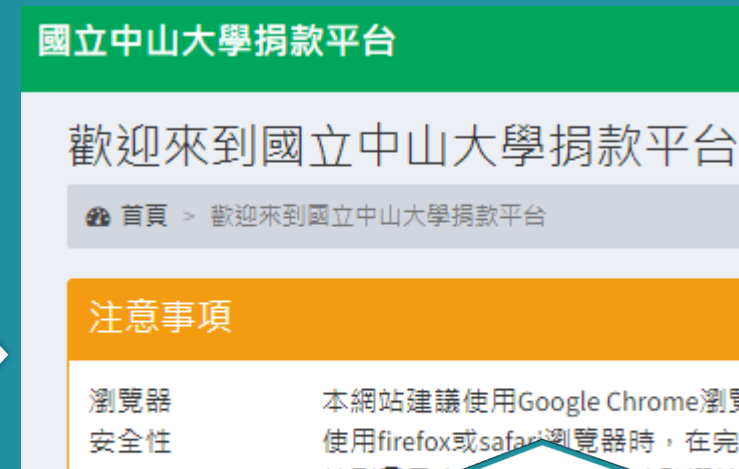 國立中山大學捐款平台
歡迎來到國立中山大學捐款平台
首頁 > 歡迎來到國立中山大學捐款平台
注意事項
瀏覽器 本網站建議使用Google Chrome瀏覽
安全性 使用firefox或safari瀏覽器時，在完